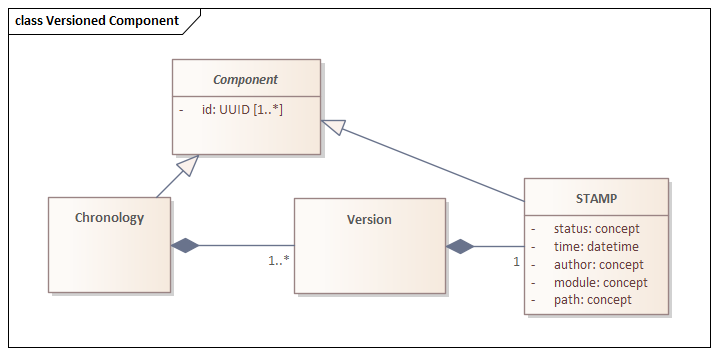 class Versioned Component
Component
- id: UUID [1..*]
Chronology
Version
STAMP
- status: concept
- time: datetime
- author: concept
- module: concept
- path: concept
1..*
1